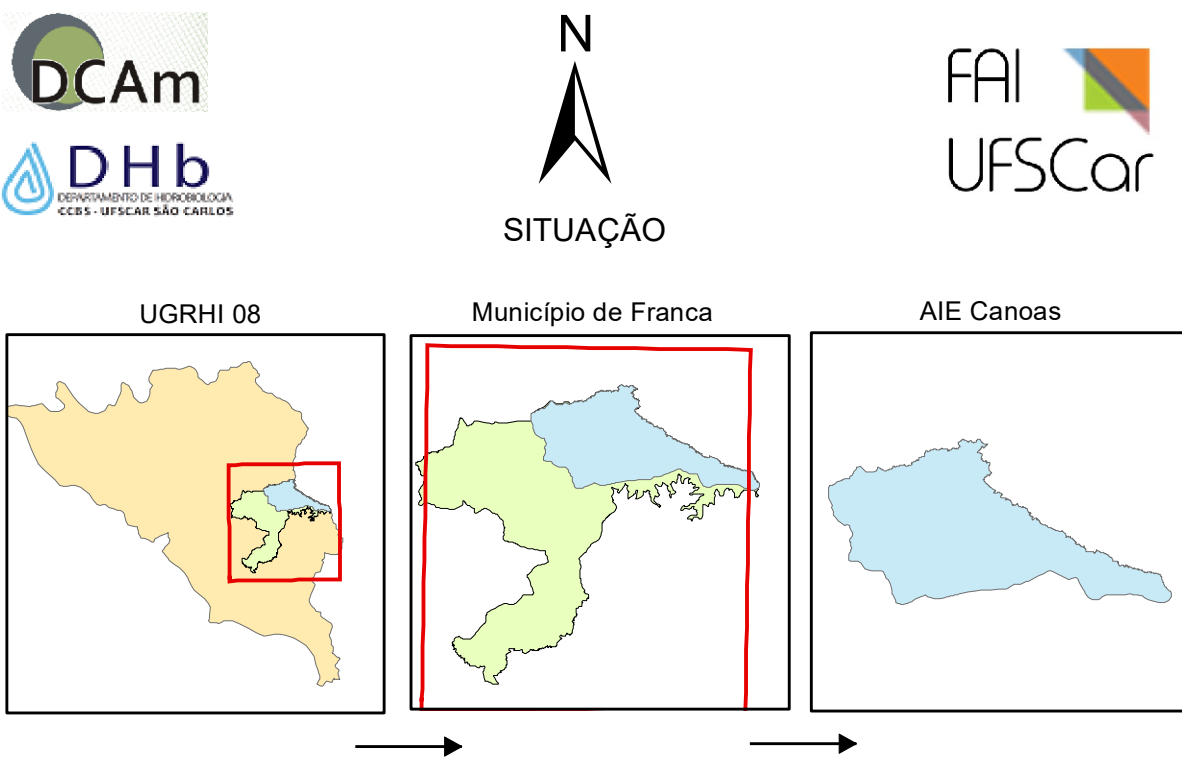 DCAm
DHb
DEPARTAMENTO DE HIDROBIOLOGIA
CCBS - UFSCAR SÃO CARLOS
N
FAI
UFSCar
SITUAÇÃO
UGRHI 08
Município de Franca
AIE Canoas